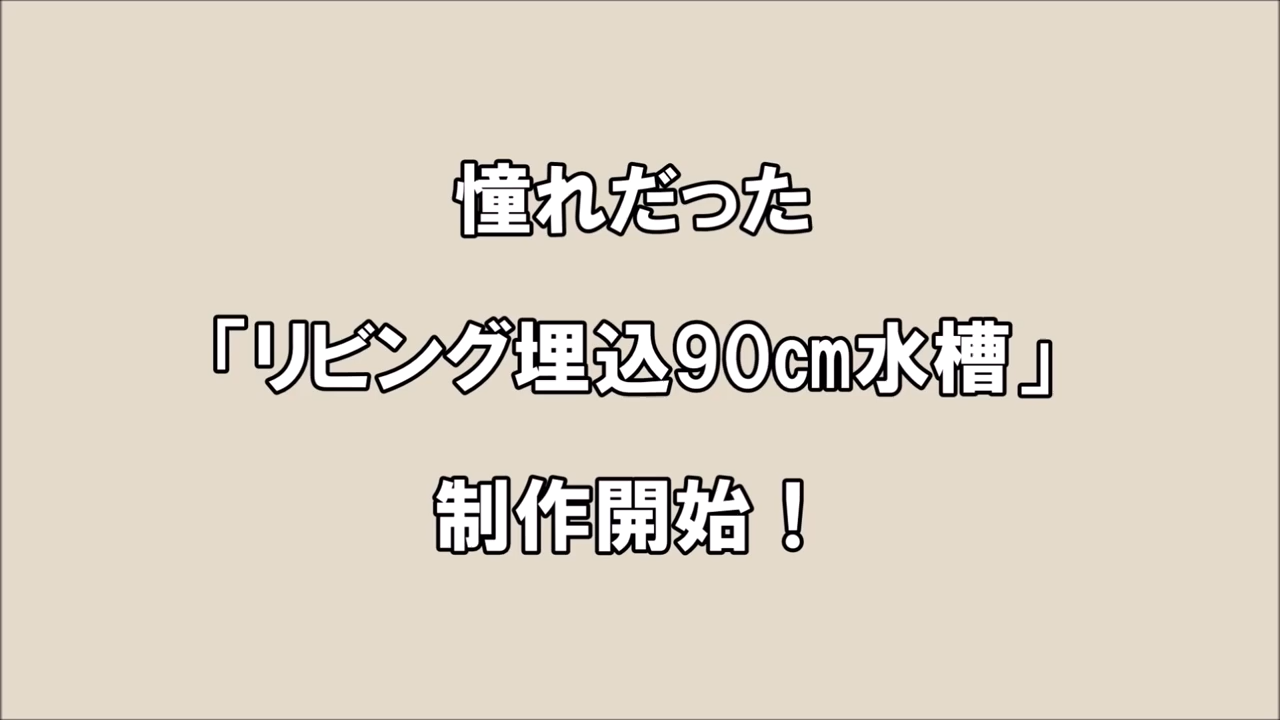 憧れだった
「リビング埋込90㎝水槽」
制作開始！